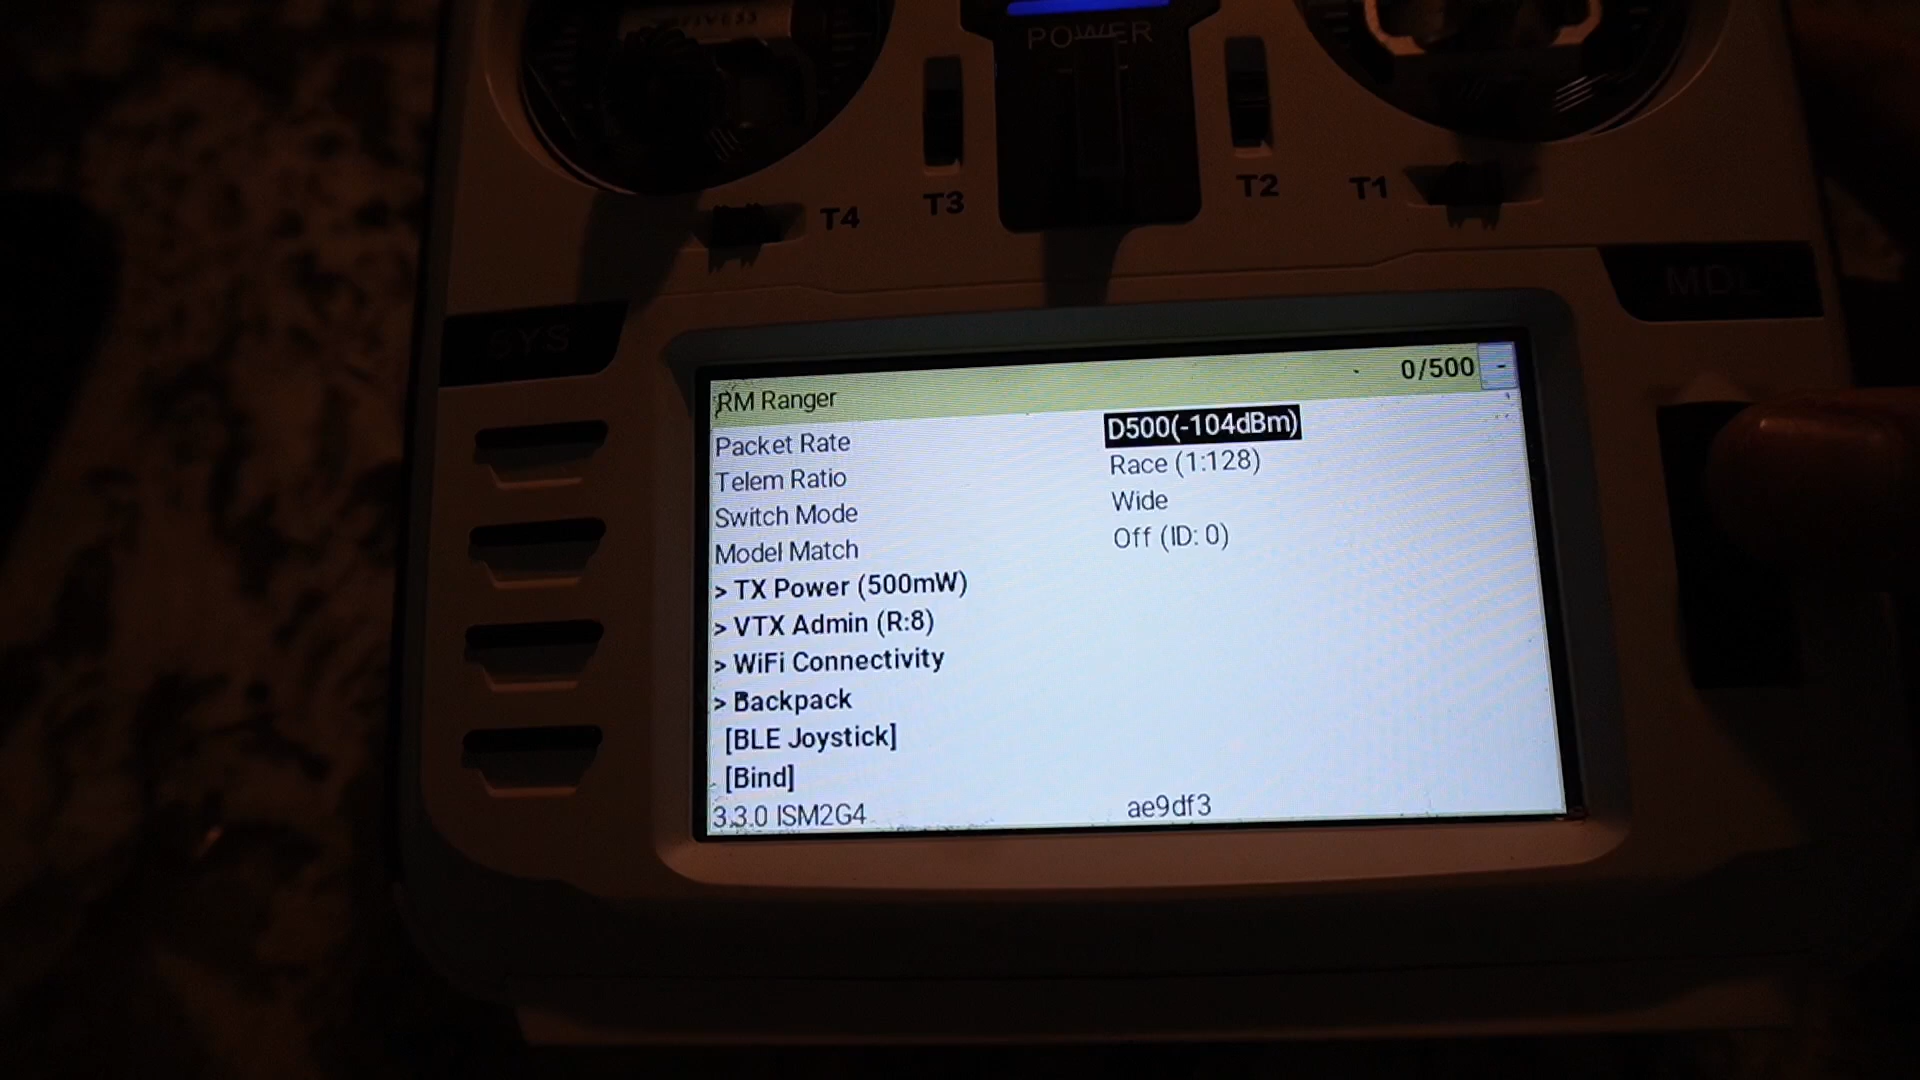 POWER
T4
T3
T2
T1
SYS
MDL
RM Ranger 0/500 -
Packet Rate D500(-104dBm)
Telem Ratio Race (1:128)
Switch Mode Wide
Model Match Off (ID: 0)
> TX Power (500mW)
> VTX Admin (R:8)
> WiFi Connectivity
> Backpack
[BLE Joystick]
[Bind]
3.3.0 ISM2G4 ae9df3